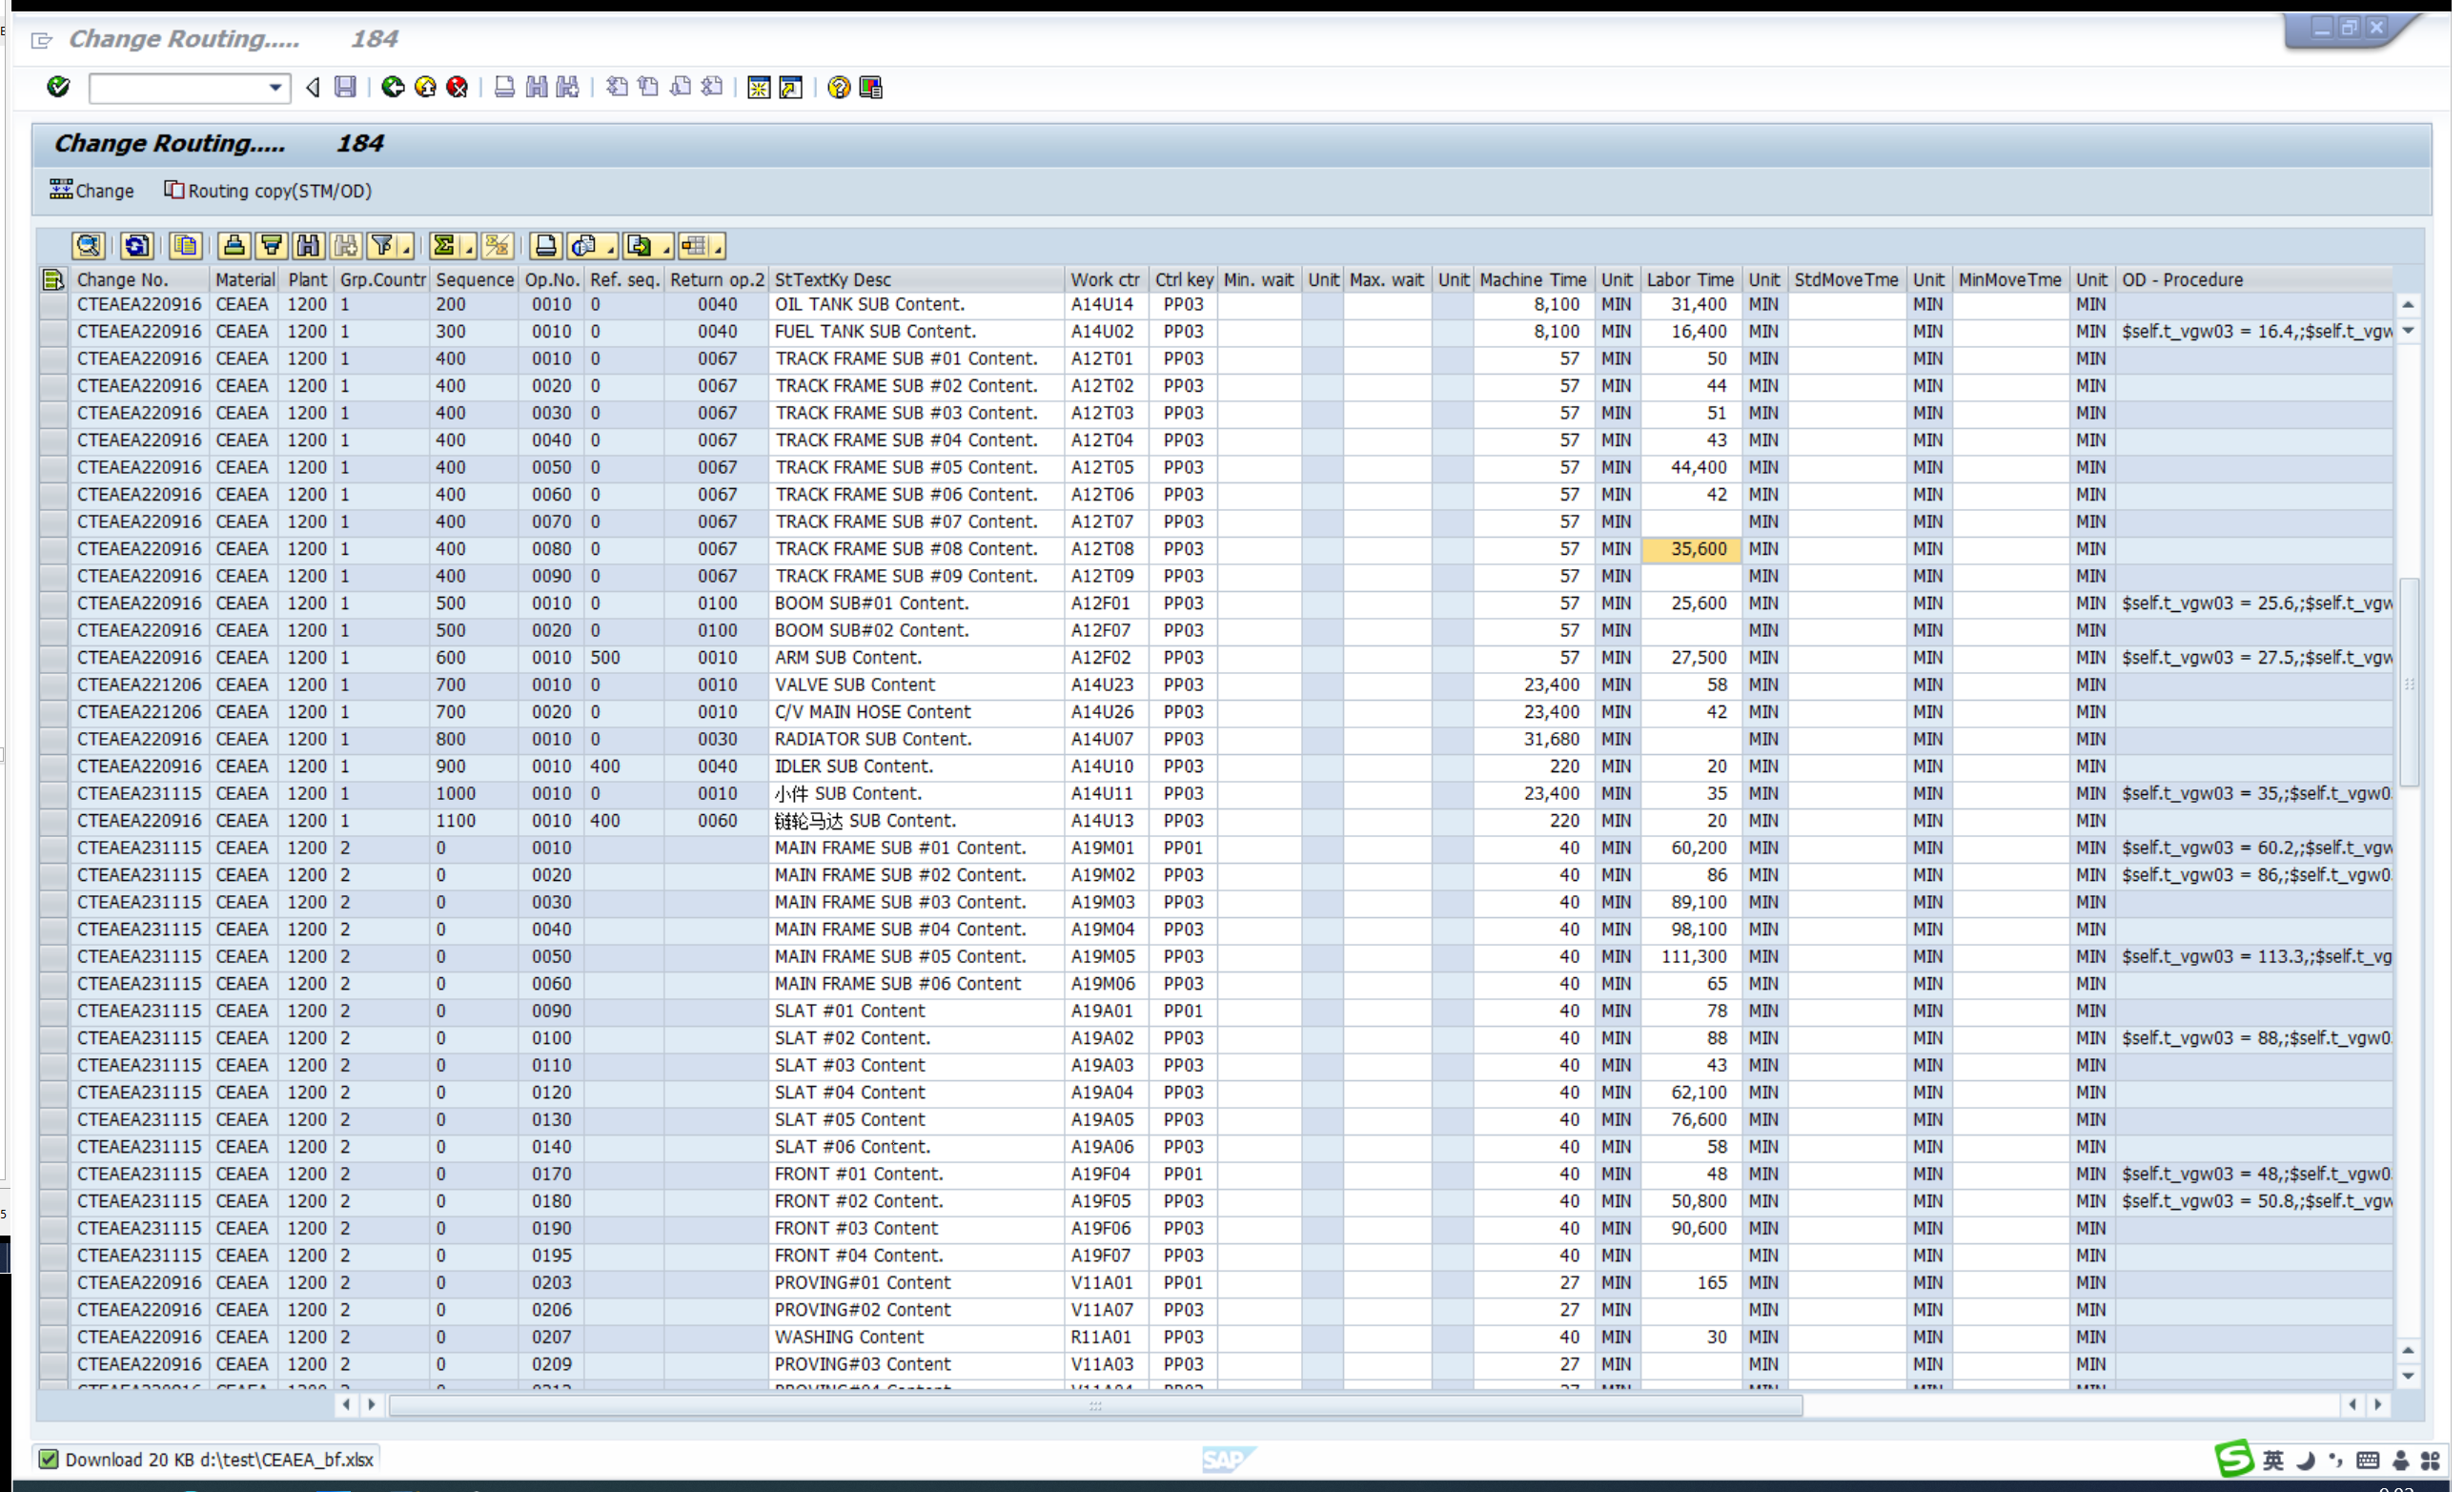 Change Routing..... 184
Change Routing..... 184
Change Routing copy(STM/OD)
Change No. Material Plant Grp.Countr Sequence Op.No. Ref. seq. Return op.2 StTextKy Desc Work ctr Ctrl key Min. wait Unit Max. wait Unit Machine Time Unit Labor Time Unit StdMoveTme Unit MinMoveTme Unit OD - Procedure
CTEAEA220916 CEAEA 1200 1 200 0010 0 0040 OIL TANK SUB Content. A14U14 PP03 8,100 MIN 31,400 MIN MIN MIN
CTEAEA220916 CEAEA 1200 1 300 0010 0 0040 FUEL TANK SUB Content. A14U02 PP03 8,100 MIN 16,400 MIN MIN MIN $self.t_vgw03 = 16.4,;$self.t_vgw
CTEAEA220916 CEAEA 1200 1 400 0010 0 0067 TRACK FRAME SUB #01 Content. A12T01 PP03 57 MIN 50 MIN MIN MIN
CTEAEA220916 CEAEA 1200 1 400 0020 0 0067 TRACK FRAME SUB #02 Content. A12T02 PP03 57 MIN 44 MIN MIN MIN
CTEAEA220916 CEAEA 1200 1 400 0030 0 0067 TRACK FRAME SUB #03 Content. A12T03 PP03 57 MIN 51 MIN MIN MIN
CTEAEA220916 CEAEA 1200 1 400 0040 0 0067 TRACK FRAME SUB #04 Content. A12T04 PP03 57 MIN 43 MIN MIN MIN
CTEAEA220916 CEAEA 1200 1 400 0050 0 0067 TRACK FRAME SUB #05 Content. A12T05 PP03 57 MIN 44,400 MIN MIN MIN
CTEAEA220916 CEAEA 1200 1 400 0060 0 0067 TRACK FRAME SUB #06 Content. A12T06 PP03 57 MIN 42 MIN MIN MIN
CTEAEA220916 CEAEA 1200 1 400 0070 0 0067 TRACK FRAME SUB #07 Content. A12T07 PP03 57 MIN MIN MIN MIN
CTEAEA220916 CEAEA 1200 1 400 0080 0 0067 TRACK FRAME SUB #08 Content. A12T08 PP03 57 MIN 35,600 MIN MIN MIN
CTEAEA220916 CEAEA 1200 1 400 0090 0 0067 TRACK FRAME SUB #09 Content. A12T09 PP03 57 MIN MIN MIN MIN
CTEAEA220916 CEAEA 1200 1 500 0010 0 0100 BOOM SUB#01 Content. A12F01 PP03 57 MIN 25,600 MIN MIN MIN $self.t_vgw03 = 25.6,;$self.t_vgw
CTEAEA220916 CEAEA 1200 1 500 0020 0 0100 BOOM SUB#02 Content. A12F07 PP03 57 MIN MIN MIN MIN
CTEAEA220916 CEAEA 1200 1 600 0010 500 0010 ARM SUB Content. A12F02 PP03 57 MIN 27,500 MIN MIN MIN $self.t_vgw03 = 27.5,;$self.t_vgw
CTEAEA221206 CEAEA 1200 1 700 0010 0 0010 VALVE SUB Content A14U23 PP03 23,400 MIN 58 MIN MIN MIN
CTEAEA221206 CEAEA 1200 1 700 0020 0 0010 C/V MAIN HOSE Content A14U26 PP03 23,400 MIN 42 MIN MIN MIN
CTEAEA220916 CEAEA 1200 1 800 0010 0 0030 RADIATOR SUB Content. A14U07 PP03 31,680 MIN MIN MIN MIN
CTEAEA220916 CEAEA 1200 1 900 0010 400 0040 IDLER SUB Content. A14U10 PP03 220 MIN 20 MIN MIN MIN
CTEAEA231115 CEAEA 1200 1 1000 0010 0 0010 小件 SUB Content. A14U11 PP03 23,400 MIN 35 MIN MIN MIN $self.t_vgw03 = 35,;$self.t_vgw0
CTEAEA220916 CEAEA 1200 1 1100 0010 400 0060 链轮马达 SUB Content. A14U13 PP03 220 MIN 20 MIN MIN MIN
CTEAEA231115 CEAEA 1200 2 0 0010 MAIN FRAME SUB #01 Content. A19M01 PP01 40 MIN 60,200 MIN MIN MIN $self.t_vgw03 = 60.2,;$self.t_vgw
CTEAEA231115 CEAEA 1200 2 0 0020 MAIN FRAME SUB #02 Content. A19M02 PP03 40 MIN 86 MIN MIN MIN $self.t_vgw03 = 86,;$self.t_vgw0
CTEAEA231115 CEAEA 1200 2 0 0030 MAIN FRAME SUB #03 Content. A19M03 PP03 40 MIN 89,100 MIN MIN MIN
CTEAEA231115 CEAEA 1200 2 0 0040 MAIN FRAME SUB #04 Content. A19M04 PP03 40 MIN 98,100 MIN MIN MIN
CTEAEA231115 CEAEA 1200 2 0 0050 MAIN FRAME SUB #05 Content. A19M05 PP03 40 MIN 111,300 MIN MIN MIN $self.t_vgw03 = 113.3,;$self.t_vg
CTEAEA231115 CEAEA 1200 2 0 0060 MAIN FRAME SUB #06 Content A19M06 PP03 40 MIN 65 MIN MIN MIN
CTEAEA231115 CEAEA 1200 2 0 0090 SLAT #01 Content A19A01 PP01 40 MIN 78 MIN MIN MIN
CTEAEA231115 CEAEA 1200 2 0 0100 SLAT #02 Content. A19A02 PP03 40 MIN 88 MIN MIN MIN $self.t_vgw03 = 88,;$self.t_vgw0
CTEAEA231115 CEAEA 1200 2 0 0110 SLAT #03 Content A19A03 PP03 40 MIN 43 MIN MIN MIN
CTEAEA231115 CEAEA 1200 2 0 0120 SLAT #04 Content A19A04 PP03 40 MIN 62,100 MIN MIN MIN
CTEAEA231115 CEAEA 1200 2 0 0130 SLAT #05 Content A19A05 PP03 40 MIN 76,600 MIN MIN MIN
CTEAEA231115 CEAEA 1200 2 0 0140 SLAT #06 Content. A19A06 PP03 40 MIN 58 MIN MIN MIN
CTEAEA231115 CEAEA 1200 2 0 0170 FRONT #01 Content. A19F04 PP01 40 MIN 48 MIN MIN MIN $self.t_vgw03 = 48,;$self.t_vgw0
CTEAEA231115 CEAEA 1200 2 0 0180 FRONT #02 Content. A19F05 PP03 40 MIN 50,800 MIN MIN MIN $self.t_vgw03 = 50.8,;$self.t_vgw
CTEAEA231115 CEAEA 1200 2 0 0190 FRONT #03 Content A19F06 PP03 40 MIN 90,600 MIN MIN MIN
CTEAEA231115 CEAEA 1200 2 0 0195 FRONT #04 Content. A19F07 PP03 40 MIN MIN MIN MIN
CTEAEA220916 CEAEA 1200 2 0 0203 PROVING#01 Content V11A01 PP01 27 MIN 165 MIN MIN MIN
CTEAEA220916 CEAEA 1200 2 0 0206 PROVING#02 Content V11A07 PP03 27 MIN MIN MIN MIN
CTEAEA220916 CEAEA 1200 2 0 0207 WASHING Content R11A01 PP03 40 MIN 30 MIN MIN MIN
CTEAEA220916 CEAEA 1200 2 0 0209 PROVING#03 Content V11A03 PP03 27 MIN MIN MIN MIN
Download 20 KB d:\test\CEAEA_bf.xlsx SAP 英